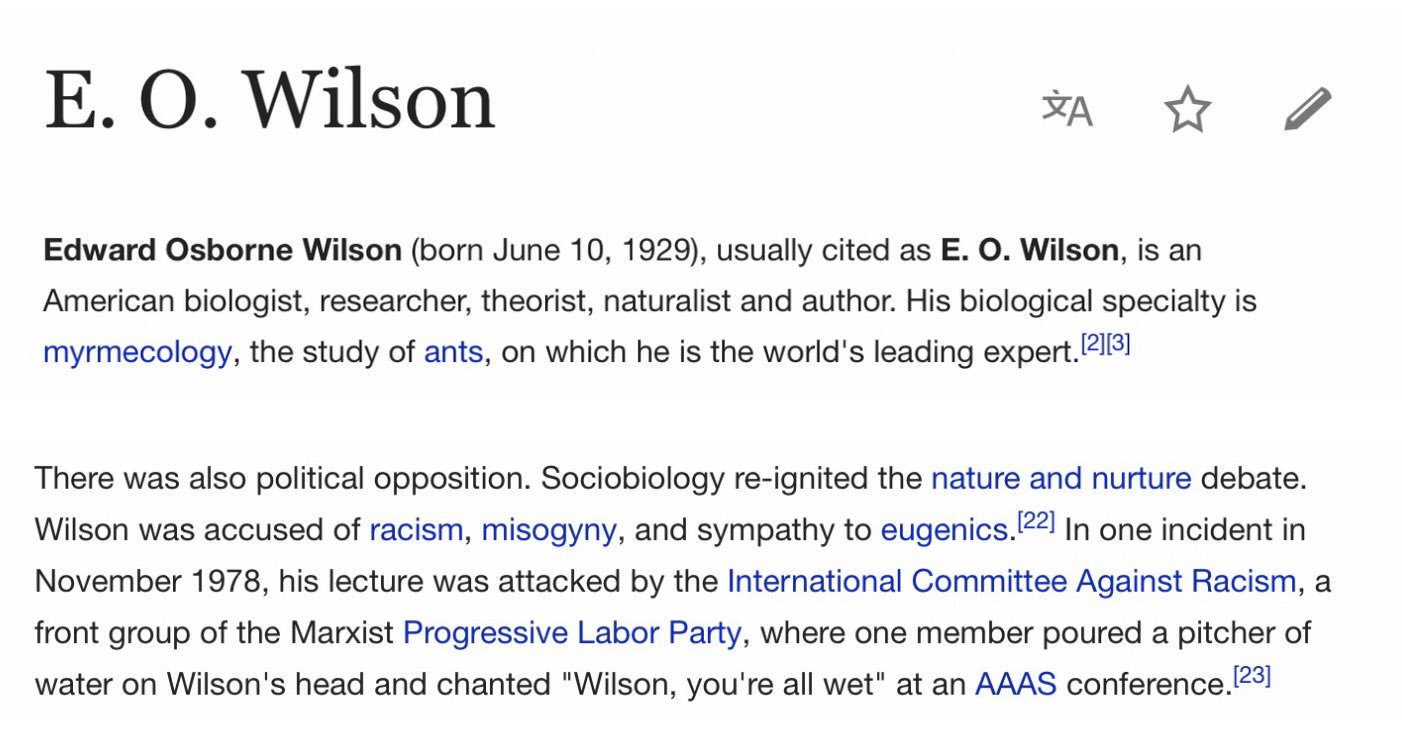 E. O. Wilson
文A
Edward Osborne Wilson (born June 10, 1929), usually cited as E. O. Wilson, is an
American biologist, researcher, theorist, naturalist and author. His biological specialty is
myrmecology, the study of ants, on which he is the world's leading expert.[2][3]
There was also political opposition. Sociobiology re-ignited the nature and nurture debate.
Wilson was accused of racism, misogyny, and sympathy to eugenics.[22] In one incident in
November 1978, his lecture was attacked by the International Committee Against Racism, a
front group of the Marxist Progressive Labor Party, where one member poured a pitcher of
water on Wilson's head and chanted "Wilson, you're all wet" at an AAAS conference.[23]